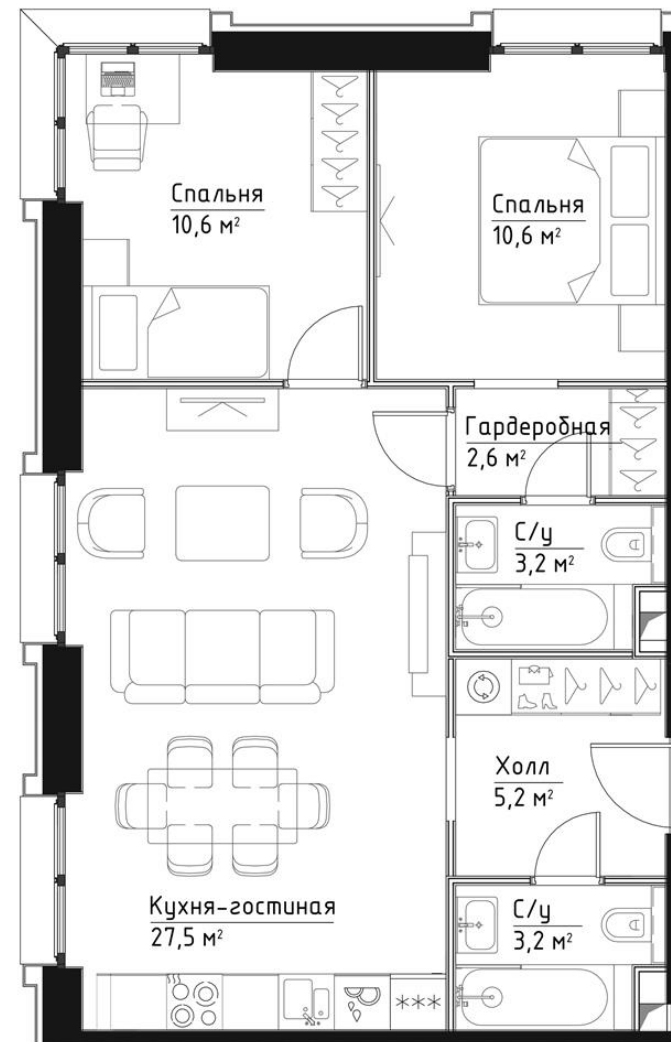 Спальня
10,6 м²
Спальня
10,6 м²
Гардеробная
2,6 м²
С/у
3,2 м²
Холл
5,2 м²
Кухня-гостиная
27,5 м²
С/у
3,2 м²
***